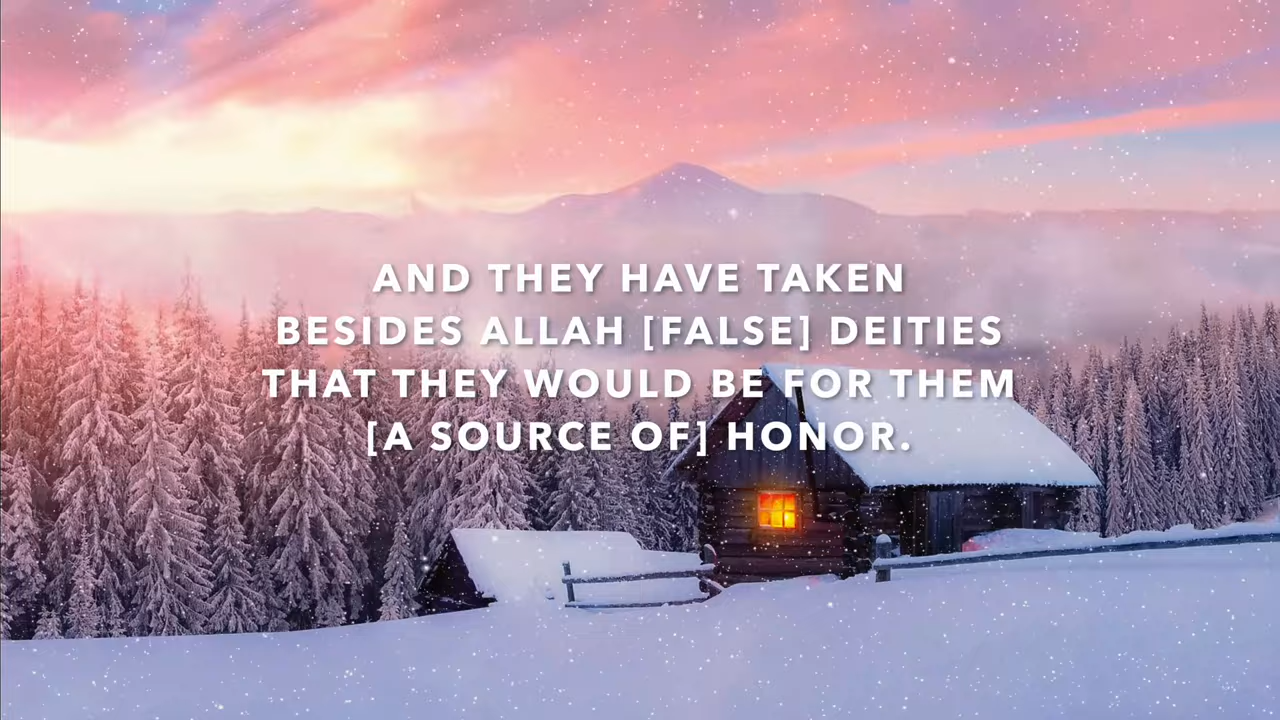 AND THEY HAVE TAKEN
BESIDES ALLAH [FALSE] DEITIES
THAT THEY WOULD BE FOR THEM
[A SOURCE OF] HONOR.